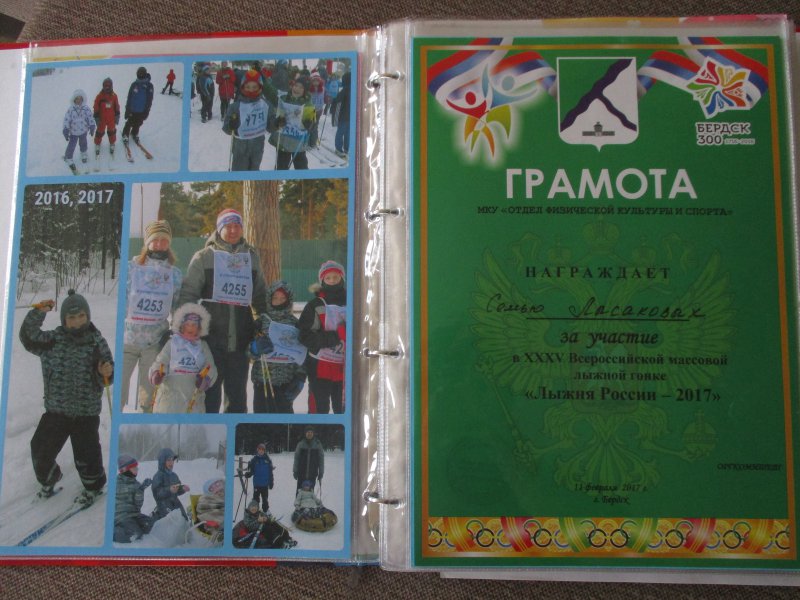 2016, 2017
4253
4255
БЕРДСК
300
ГРАМОТА
МКУ «ОТДЕЛ ФИЗИЧЕСКОЙ КУЛЬТУРЫ И СПОРТА»
НАГРАЖДАЕТ
Семью Лысаковых
за участие
в XXXV Всероссийской массовой
лыжной гонке
«Лыжня России – 2017»
ОРГКОМИТЕТ
11 февраля 2017 г.
г. Бердск